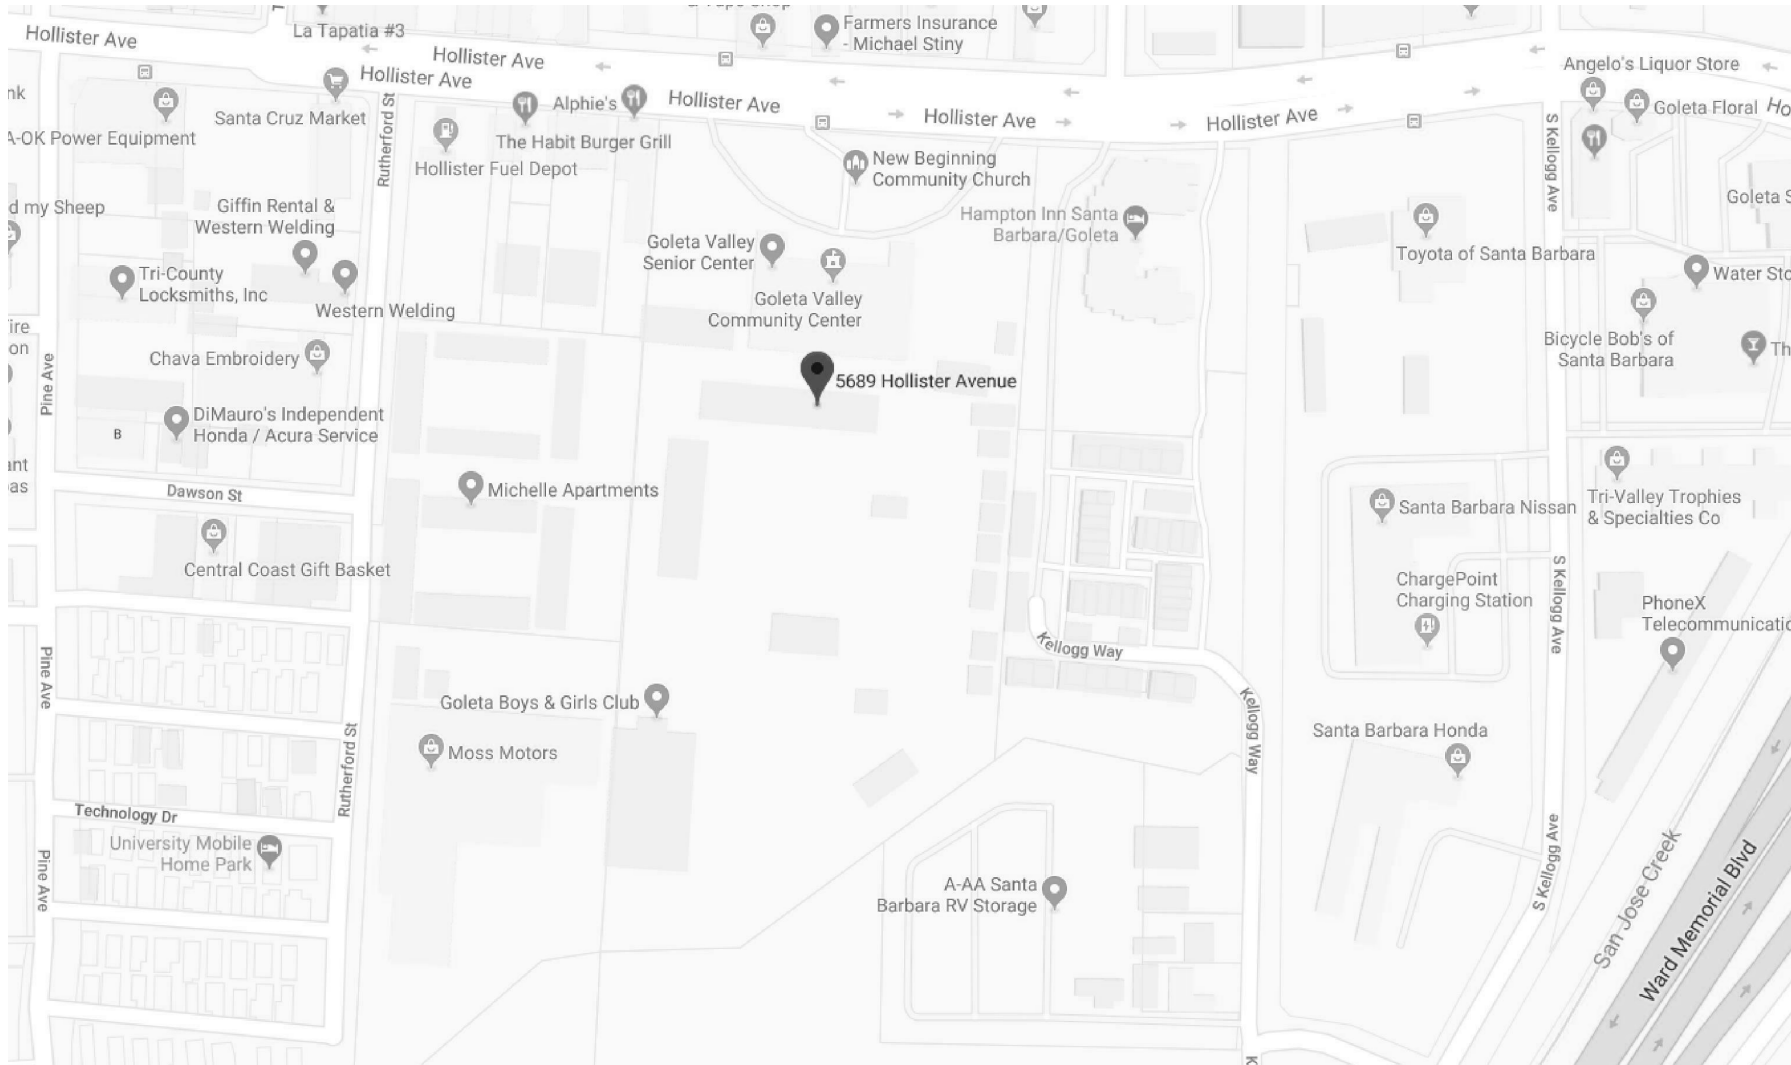 La Tapatia #3
Farmers Insurance
- Michael Stiny
Hollister Ave
Hollister Ave
Hollister Ave
Hollister Ave
Hollister Ave
Hollister Ave
Angelo's Liquor Store
Goleta Floral
Santa Cruz Market
Alphie's
The Habit Burger Grill
Hollister Fuel Depot
A-OK Power Equipment
Rutherford St
S Kellogg Ave
New Beginning
Community Church
d my Sheep
Giffin Rental &
Western Welding
Hampton Inn Santa
Barbara/Goleta
Goleta S
Toyota of Santa Barbara
Goleta Valley
Senior Center
Tri-County
Locksmiths, Inc
Western Welding
Goleta Valley
Community Center
Water Sto
Bicycle Bob's of
Santa Barbara
Th
Chava Embroidery
Pine Ave
5689 Hollister Avenue
DiMauro's Independent
Honda / Acura Service
B
Dawson St
Michelle Apartments
Santa Barbara Nissan
Tri-Valley Trophies
& Specialties Co
Central Coast Gift Basket
ChargePoint
Charging Station
S Kellogg Ave
PhoneX
Telecommunicatio
Kellogg Way
Pine Ave
Goleta Boys & Girls Club
Kellogg Way
Santa Barbara Honda
Moss Motors
Rutherford St
Technology Dr
University Mobile
Home Park
Pine Ave
A-AA Santa
Barbara RV Storage
S Kellogg Ave
San Jose Creek
Ward Memorial Blvd